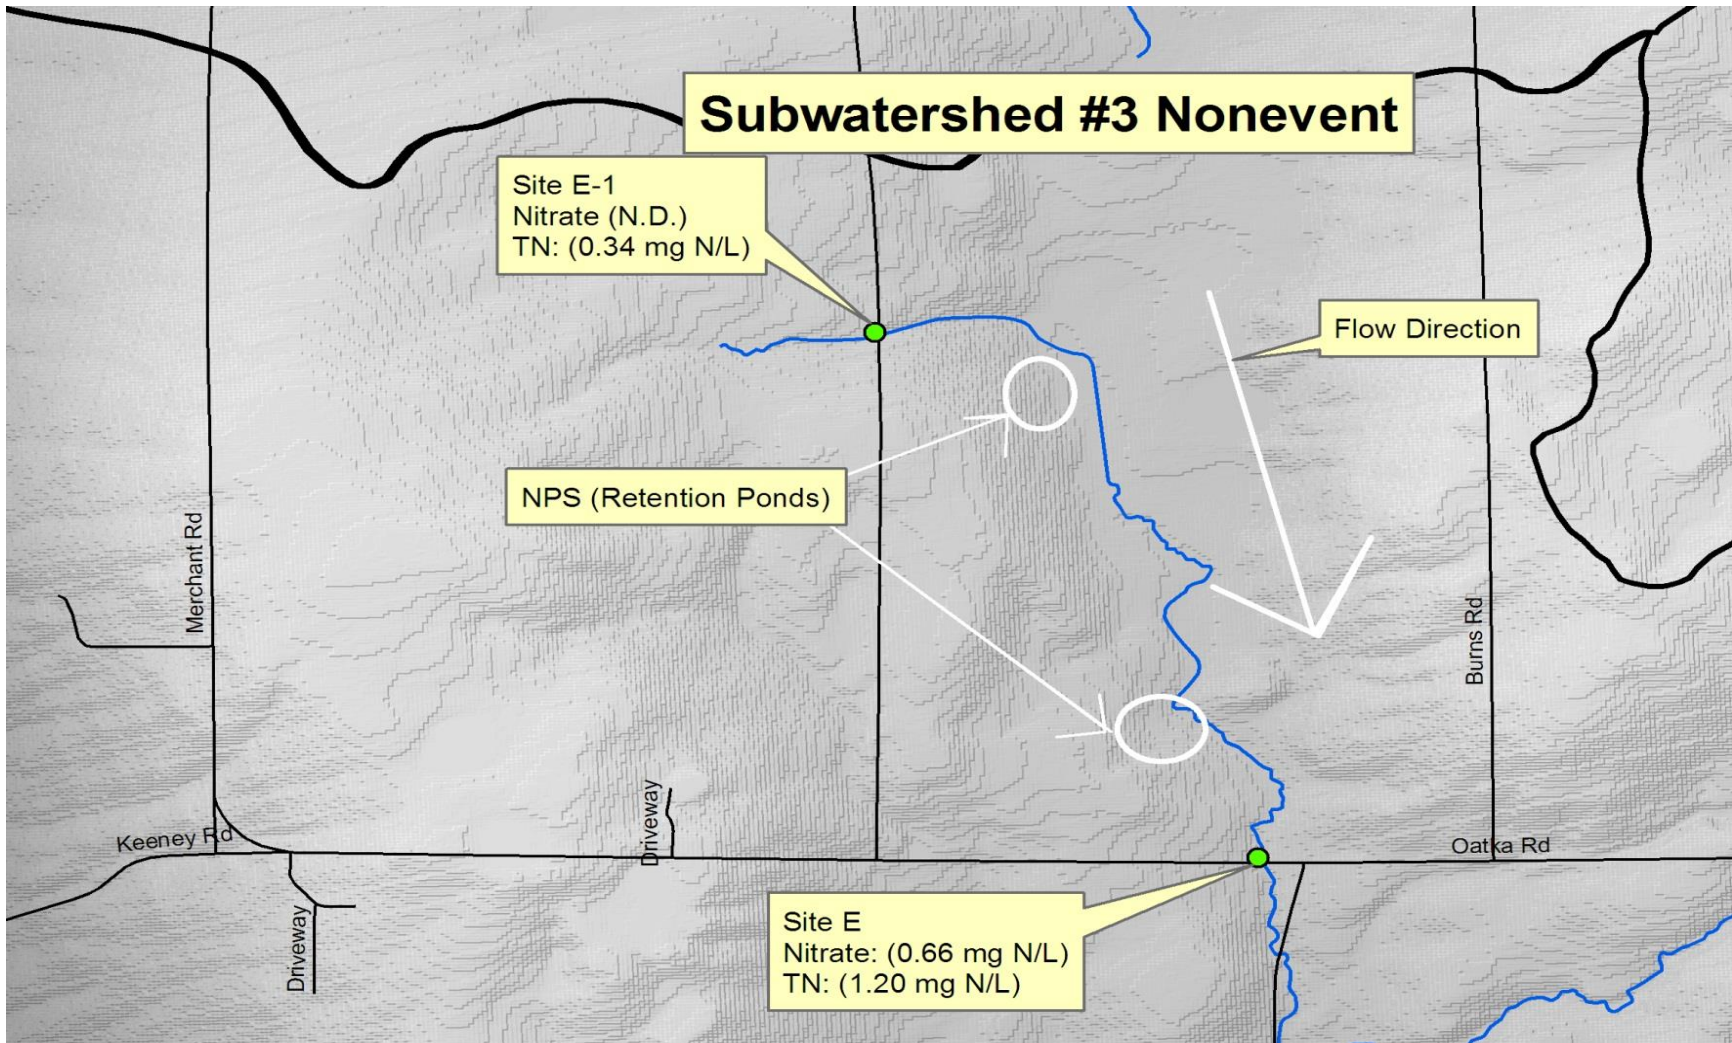 Subwatershed #3 Nonevent
Site E-1
Nitrate (N.D.)
TN: (0.34 mg N/L)
Flow Direction
NPS (Retention Ponds)
Merchant Rd
Burns Rd
Keeney Rd
Driveway
Oatka Rd
Driveway
Site E
Nitrate: (0.66 mg N/L)
TN: (1.20 mg N/L)